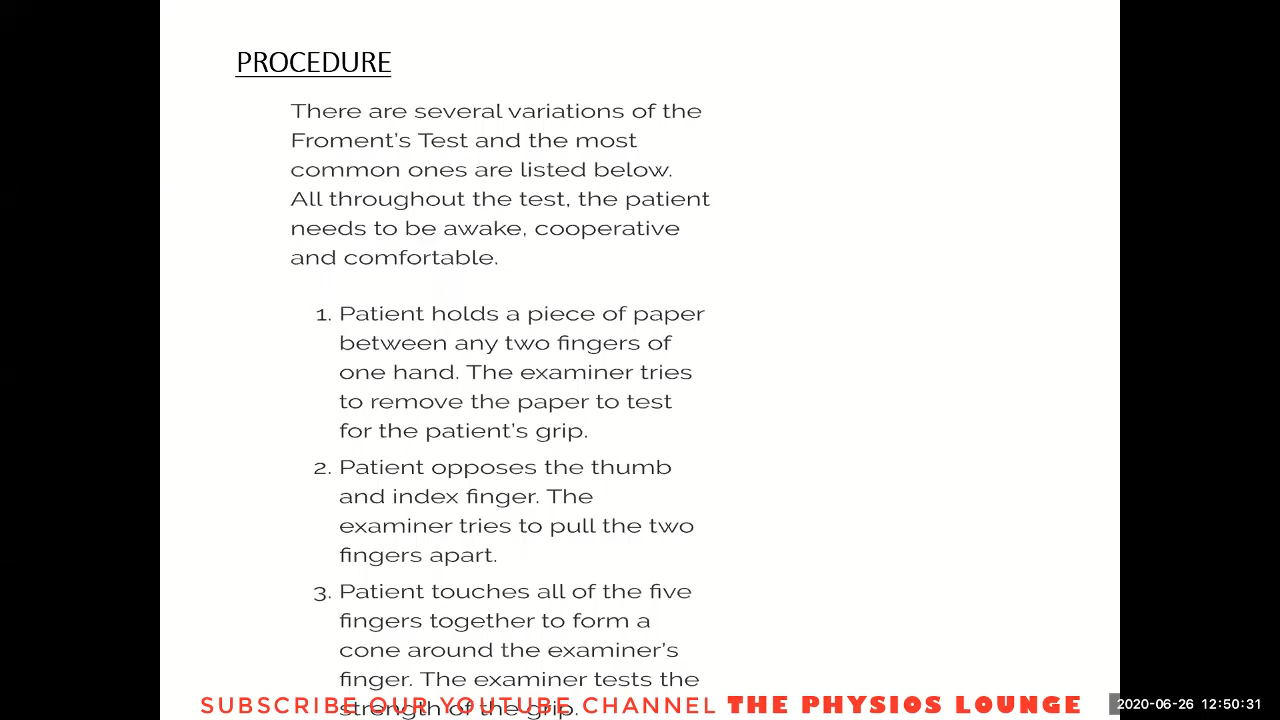 PROCEDURE
There are several variations of the
Froment's Test and the most
common ones are listed below.
All throughout the test, the patient
needs to be awake, cooperative
and comfortable.
1. Patient holds a piece of paper
between any two fingers of
one hand. The examiner tries
to remove the paper to test
for the patient's grip.
2. Patient opposes the thumb
and index finger. The
examiner tries to pull the two
fingers apart.
3. Patient touches all of the five
fingers together to form a
cone around the examiner's
finger. The examiner tests the
strength of the grip.
SUBSCRIBE OUR YOUTUBE CHANNEL THE PHYSIOS LOUNGE
2020-06-26 12:50:31